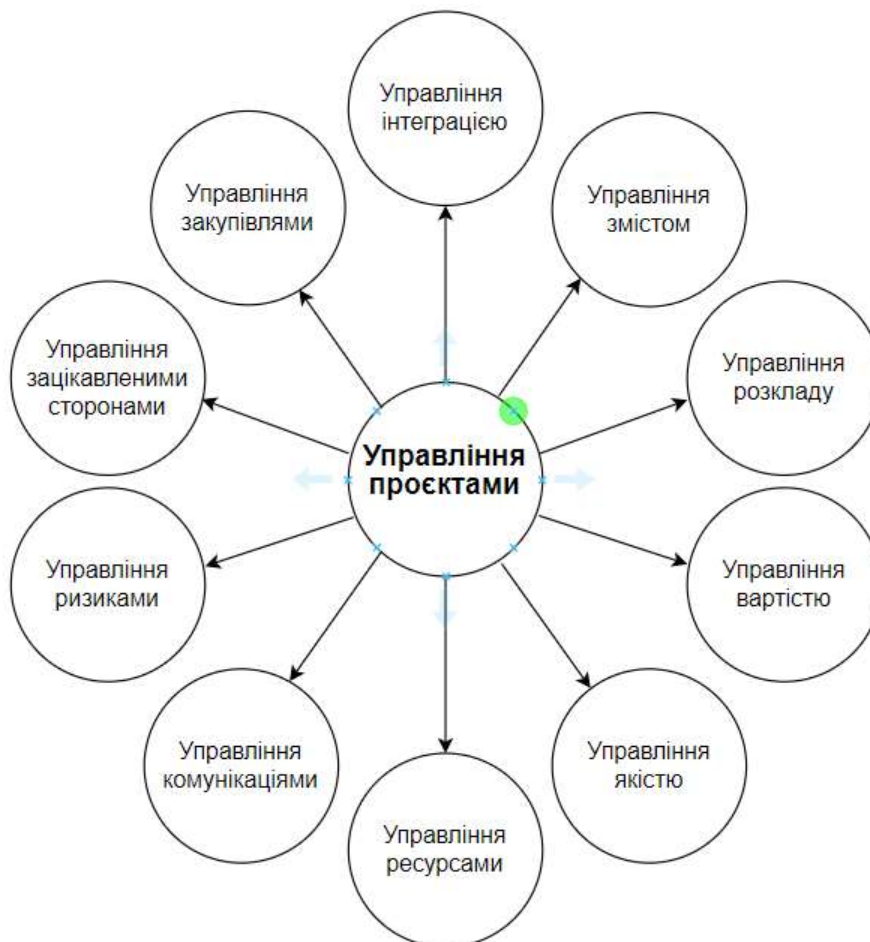 Управління
інтеграцією
Управління
змістом
Управління
розкладу
Управління
вартістю
Управління
якістю
Управління
ресурсами
Управління
комунікаціями
Управління
ризиками
Управління
зацікавленими
сторонами
Управління
закупівлями
Управління
проєктами